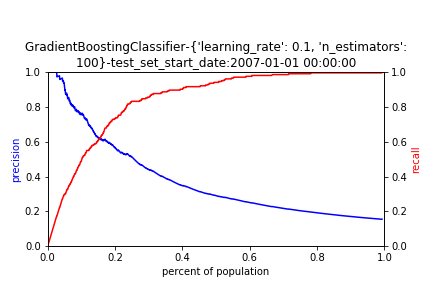 GradientBoostingClassifier-{'learning_rate': 0.1, 'n_estimators':
100}-test_set_start_date:2007-01-01 00:00:00
1.0 1.0
0.8 0.8
0.6 0.6
precision recall
0.4 0.4
0.2 0.2
0.0 0.0
0.0 0.2 0.4 0.6 0.8 1.0
percent of population